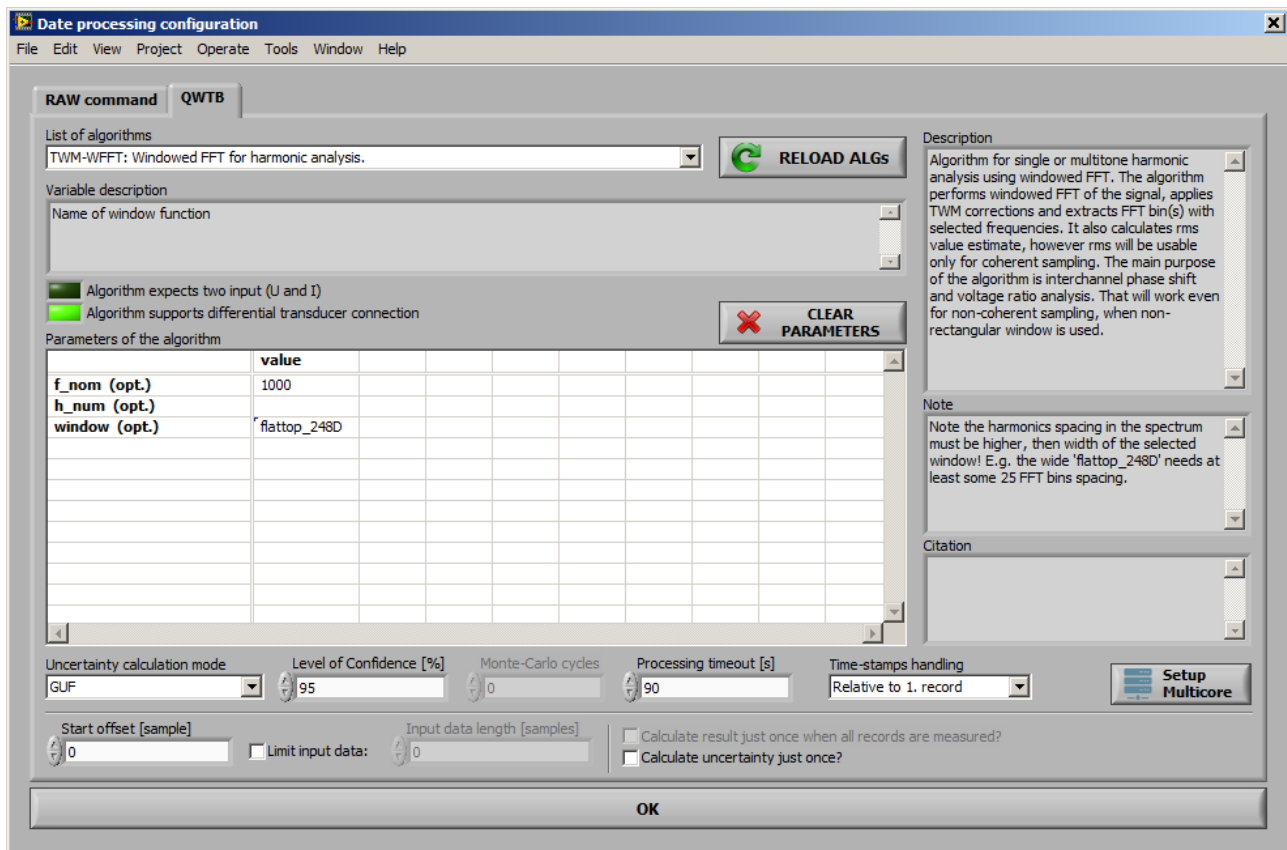 Date processing configuration
File Edit View Project Operate Tools Window Help
RAW command QWTB
List of algorithms
TWM-WFFT: Windowed FFT for harmonic analysis.
RELOAD ALGs
Variable description
Name of window function
Algorithm expects two input (U and I)
Algorithm supports differential transducer connection
CLEAR
PARAMETERS
Parameters of the algorithm
value
f_nom (opt.) 1000
h_num (opt.)
window (opt.) flattop_248D
Description
Algorithm for single or multitone harmonic
analysis using windowed FFT. The algorithm
performs windowed FFT of the signal, applies
TWM corrections and extracts FFT bin(s) with
selected frequencies. It also calculates rms
value estimate, however rms will be usable
only for coherent sampling. The main purpose
of the algorithm is interchannel phase shift
and voltage ratio analysis. That will work even
for non-coherent sampling, when non-
rectangular window is used.
Note
Note the harmonics spacing in the spectrum
must be higher, then width of the selected
window! E.g. the wide 'flattop_248D' needs at
least some 25 FFT bins spacing.
Citation
Uncertainty calculation mode
GUF
Level of Confidence [%]
95
Monte-Carlo cycles
0
Processing timeout [s]
90
Time-stamps handling
Relative to 1. record
Setup
Multicore
Start offset [sample]
0
Limit input data:
Input data length [samples]
0
Calculate result just once when all records are measured?
Calculate uncertainty just once?
OK